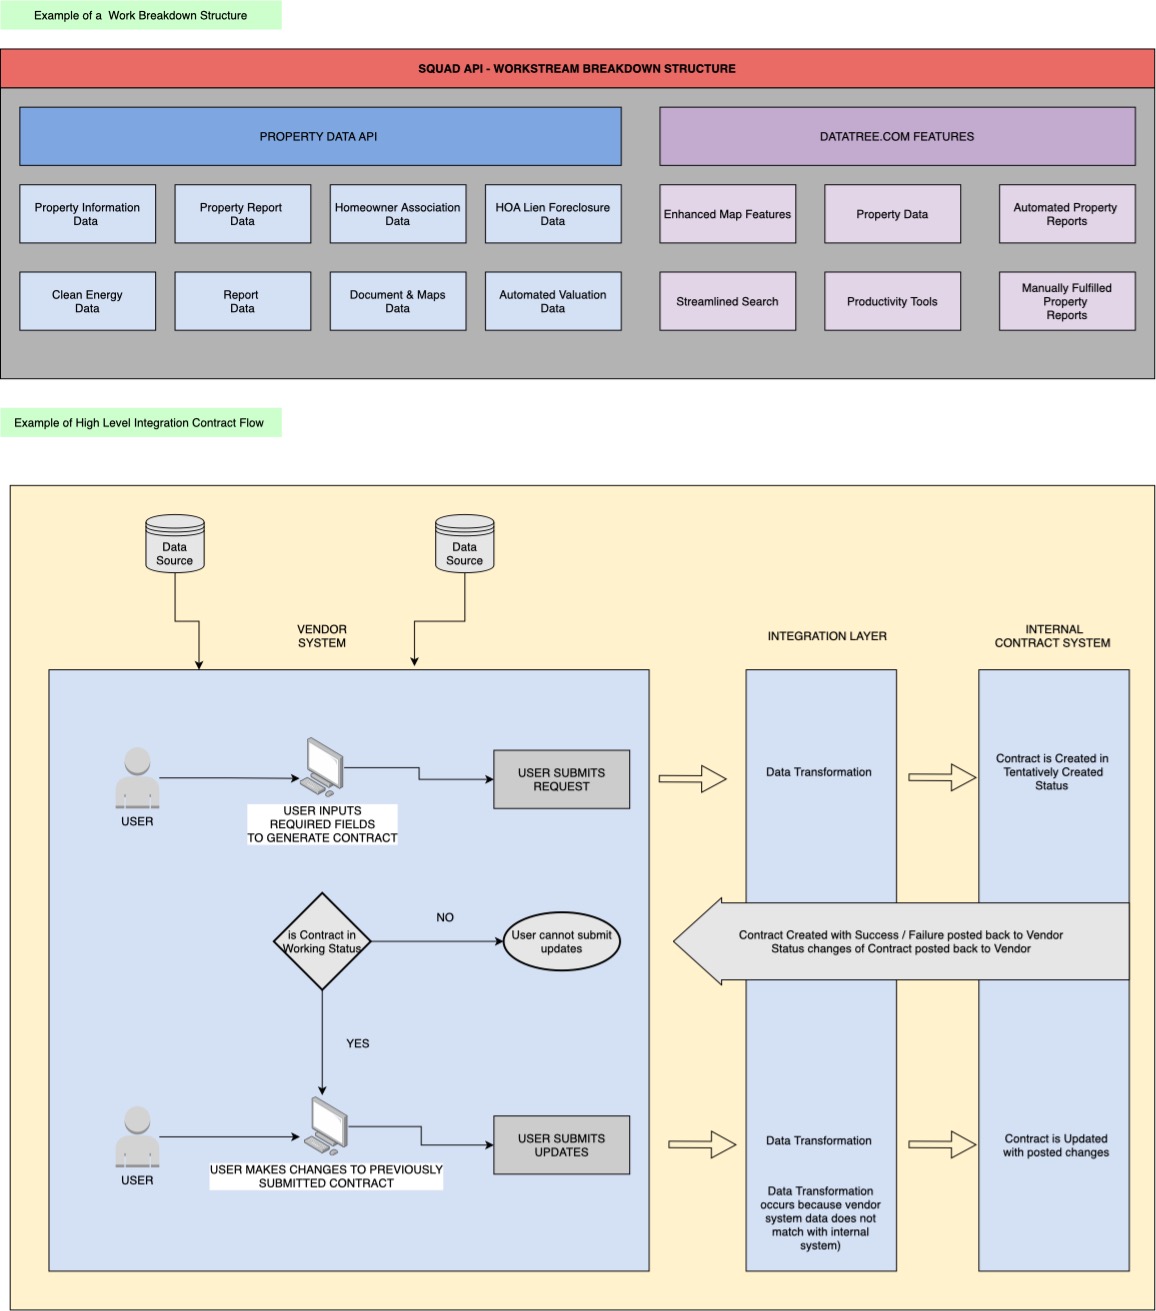 Example of a  Work Breakdown Structure
SQUAD API - WORKSTREAM BREAKDOWN STRUCTURE
PROPERTY DATA API
DATATREE.COM FEATURES
Property Information
Data
Property Report
Data
Homeowner Association
Data
HOA Lien Foreclosure
Data
Enhanced Map Features
Property Data
Automated Property
Reports
Clean Energy
Data
Report
Data
Document & Maps
Data
Automated Valuation
Data
Streamlined Search
Productivity Tools
Manually Fulfilled
Property
Reports
Example of High Level Integration Contract Flow
Data
Source
Data
Source
VENDOR
SYSTEM
INTEGRATION LAYER
INTERNAL
CONTRACT SYSTEM
USER
USER INPUTS
REQUIRED FIELDS
TO GENERATE CONTRACT
USER SUBMITS
REQUEST
Data Transformation
Contract is Created in
Tentatively Created
Status
is Contract in
Working Status
NO
User cannot submit
updates
Contract Created with Success / Failure posted back to Vendor
Status changes of Contract posted back to Vendor
YES
USER
USER MAKES CHANGES TO PREVIOUSLY
SUBMITTED CONTRACT
USER SUBMITS
UPDATES
Data Transformation
Data Transformation
occurs because vendor
system data does not
match with internal
system)
Contract is Updated
with posted changes